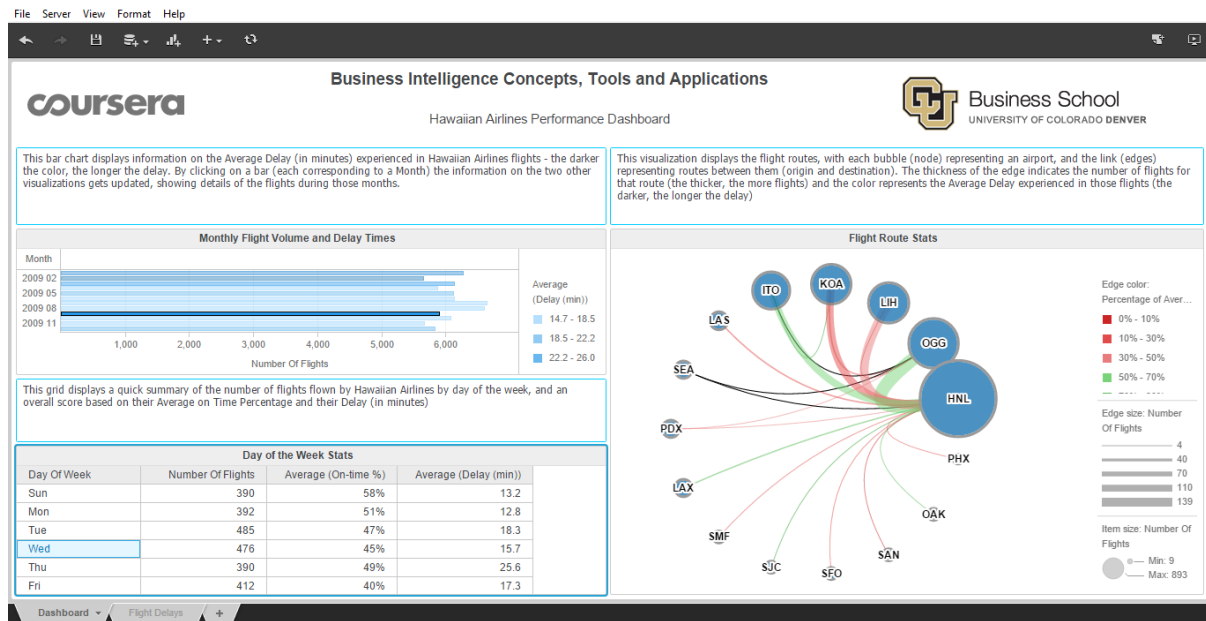 File Server View Format Help
Business Intelligence Concepts, Tools and Applications
coursera
Hawaiian Airlines Performance Dashboard
CU
Business School
UNIVERSITY OF COLORADO DENVER
This bar chart displays information on the Average Delay (in minutes) experienced in Hawaiian Airlines flights - the darker
the color, the longer the delay. By clicking on a bar (each corresponding to a Month) the information on the two other
visualizations gets updated, showing details of the flights during those months.
This visualization displays the flight routes, with each bubble (node) representing an airport, and the link (edges)
representing routes between them (origin and destination). The thickness of the edge indicates the number of flights for
that route (the thicker, the more flights) and the color represents the Average Delay experienced in those flights (the
darker, the longer the delay)
Monthly Flight Volume and Delay Times
Month
2009 02
2009 05
2009 08
2009 11
1,000 2,000 3,000 4,000 5,000 6,000
Number Of Flights
Average
(Delay (min))
14.7 - 18.5
18.5 - 22.2
22.2 - 26.0
This grid displays a quick summary of the number of flights flown by Hawaiian Airlines by day of the week, and an
overall score based on their Average on Time Percentage and their Delay (in minutes)
Day of the Week Stats
Day Of Week Number Of Flights Average (On-time %) Average (Delay (min))
Sun 390 58% 13.2
Mon 392 51% 12.8
Tue 485 47% 18.3
Wed 476 45% 15.7
Thu 390 49% 25.6
Fri 412 40% 17.3
Flight Route Stats
ITO
KOA
LIH
LAS
OGG
SEA
HNL
PDX
PHX
LAX
OAK
SMF
SAN
SJC
SFO
Edge color:
Percentage of Aver...
0% - 10%
10% - 30%
30% - 50%
50% - 70%
Edge size: Number
Of Flights
4
40
70
110
139
Item size: Number Of
Flights
Min: 9
Max: 893
Dashboard Flight Delays +